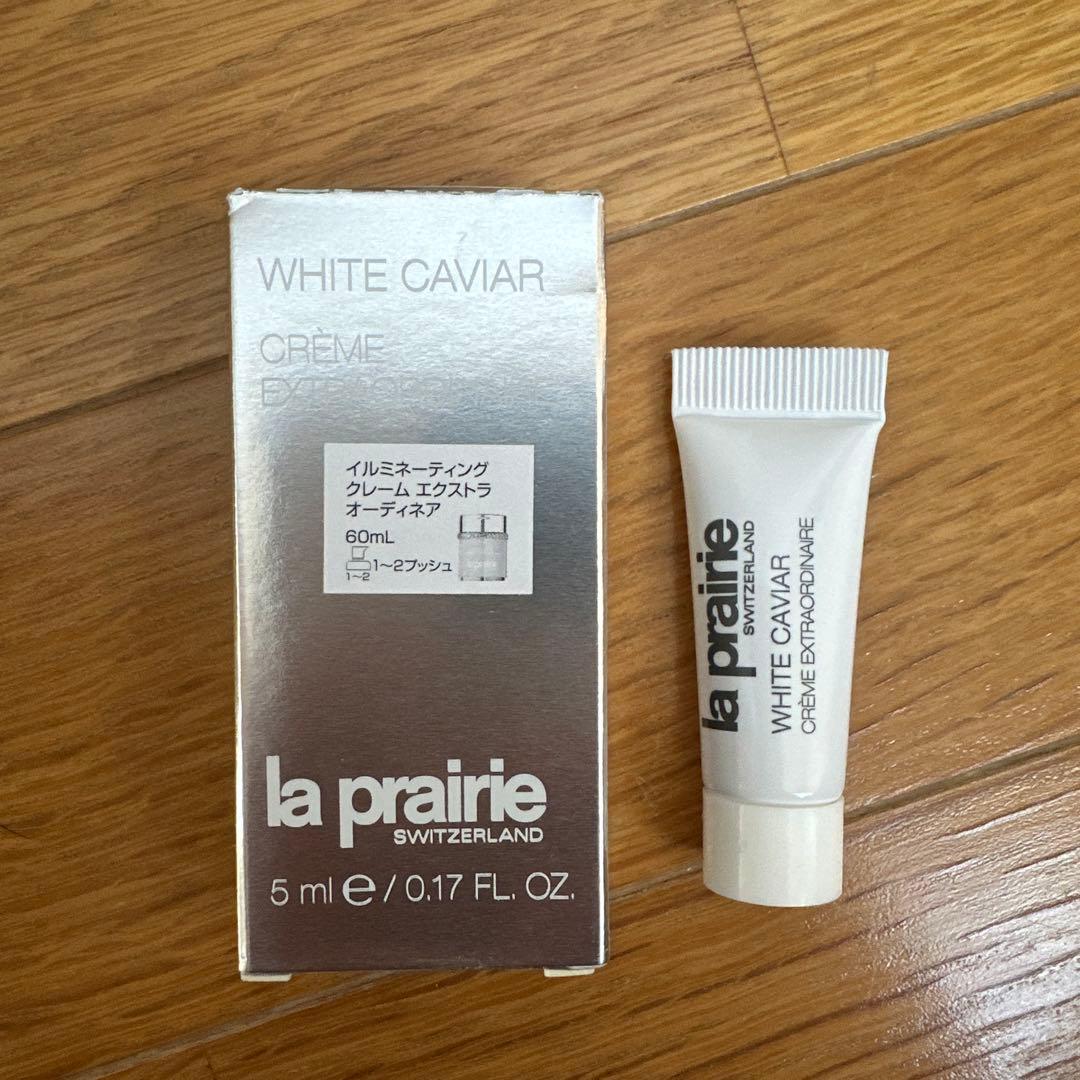 WHITE CAVIAR
CRÈME
EXTRAORDINAIRE
イルミネーティング
クレーム エクストラ
オーディネア
60mL
1〜2プッシュ
1〜2
la prairie
SWITZERLAND
5 ml e / 0.17 FL. OZ.
la prairie
SWITZERLAND
WHITE CAVIAR
CRÈME EXTRAORDINAIRE